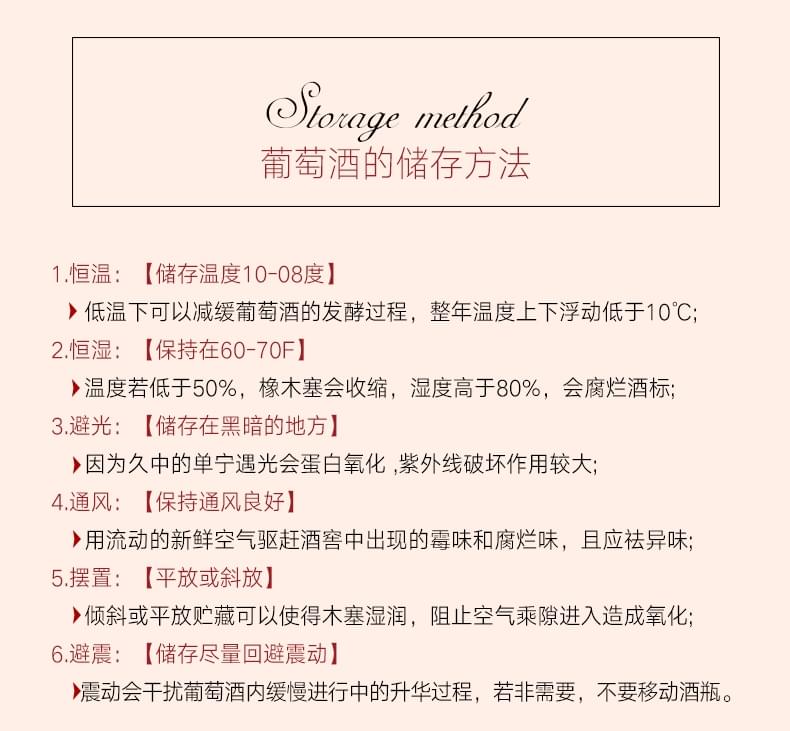 Storage method
葡萄酒的储存方法
1.恒温：【储存温度10-08度】
低温下可以减缓葡萄酒的发酵过程，整年温度上下浮动低于10℃;
2.恒湿：【保持在60-70F】
温度若低于50%，橡木塞会收缩，湿度高于80%，会腐烂酒标;
3.避光：【储存在黑暗的地方】
因为久中的单宁遇光会蛋白氧化 ,紫外线破坏作用较大;
4.通风：【保持通风良好】
用流动的新鲜空气驱赶酒窖中出现的霉味和腐烂味，且应祛异味;
5.摆置：【平放或斜放】
倾斜或平放贮藏可以使得木塞湿润，阻止空气乘隙进入造成氧化;
6.避震：【储存尽量回避震动】
震动会干扰葡萄酒内缓慢进行中的升华过程，若非需要，不要移动酒瓶。